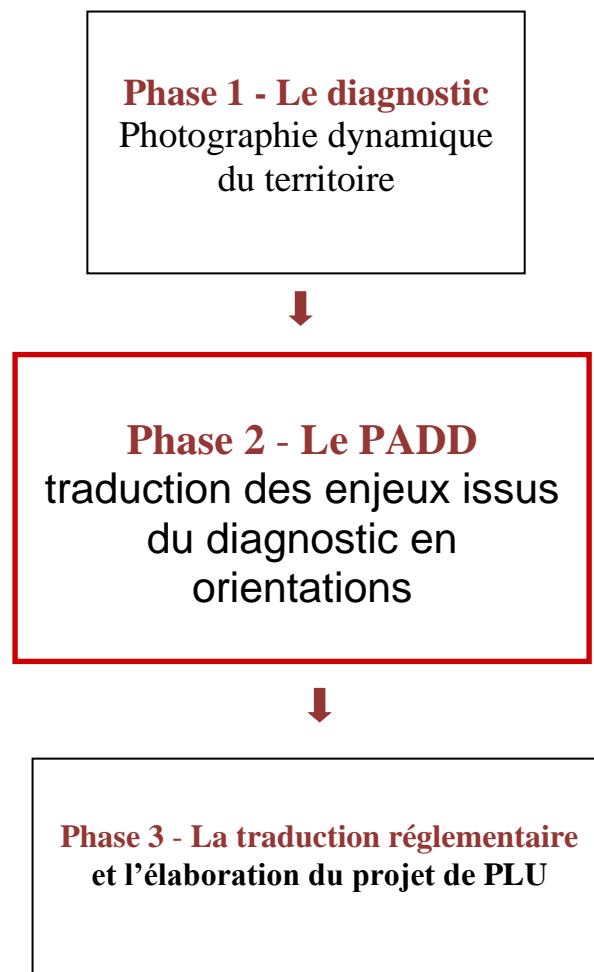 Phase 1 - Le diagnostic
Photographie dynamique
du territoire
Phase 2 - Le PADD
traduction des enjeux issus
du diagnostic en
orientations
Phase 3 - La traduction réglementaire
et l’élaboration du projet de PLU